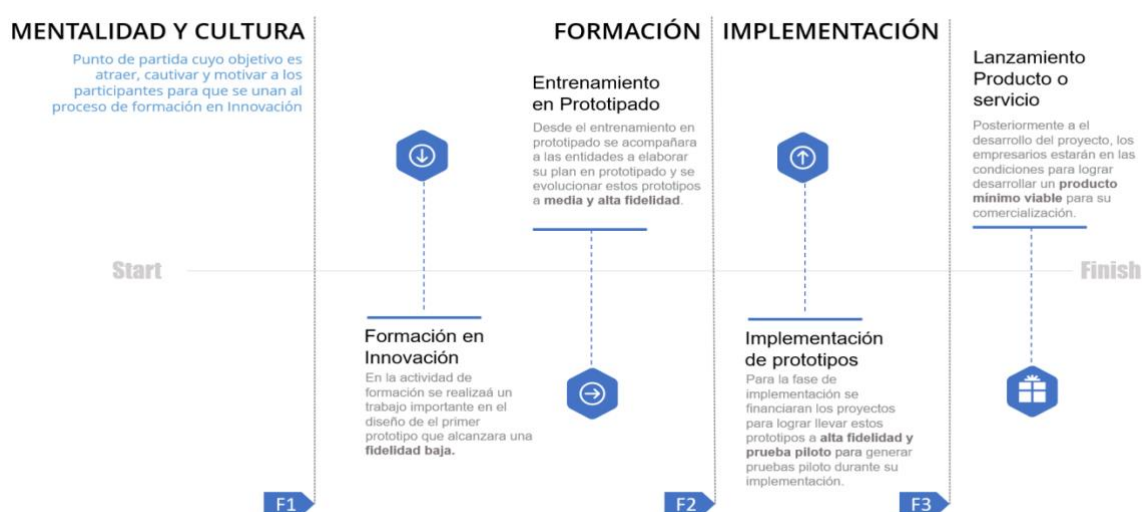 MENTALIDAD Y CULTURA
Punto de partida cuyo objetivo es
atraer, cautivar y motivar a los
participantes para que se unan al
proceso de formación en Innovación
FORMACIÓN
IMPLEMENTACIÓN
Entrenamiento
en Prototipado
Desde el entrenamiento en
prototipado se acompañara
a las entidades a elaborar
su plan en prototipado y se
evolucionar estos prototipos
a media y alta fidelidad.
Lanzamiento
Producto o
servicio
Posteriormente a el
desarrollo del proyecto, los
empresarios estarán en las
condiciones para lograr
desarrollar un producto
mínimo viable para su
comercialización.
Start
Finish
Formación en
Innovación
En la actividad de
formación se realizaá un
trabajo importante en el
diseño de el primer
prototipo que alcanzara una
fidelidad baja.
Implementación
de prototipos
Para la fase de
implementación se
financiaran los proyectos
para lograr llevar estos
prototipos a alta fidelidad y
prueba piloto para generar
pruebas piloto durante su
implementación.
F1
F2
F3